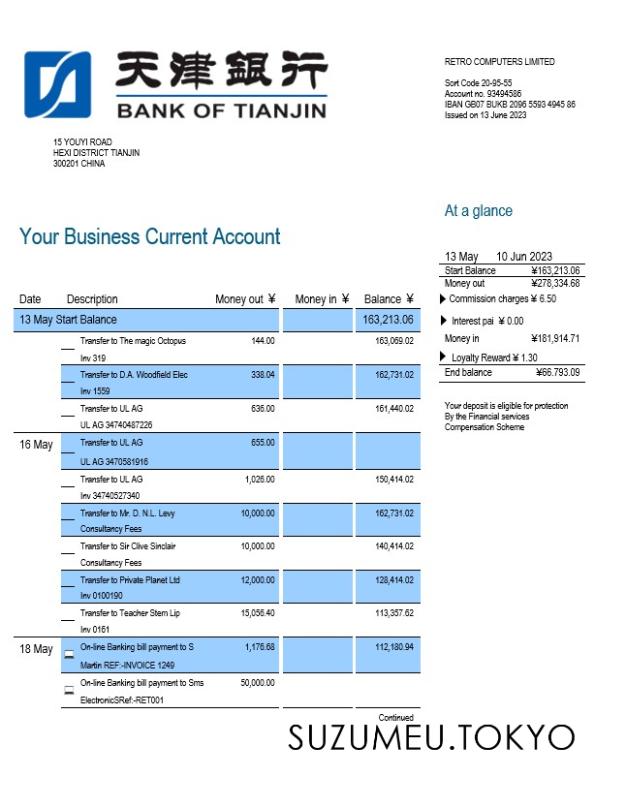 天津銀行
BANK OF TIANJIN
15 YOUYI ROAD
HEXI DISTRICT TIANJIN
300201 CHINA
RETRO COMPUTERS LIMITED
Sort Code 20-95-55
Account no. 93494586
IBAN GB07 BUKB 2096 5593 4945 86
Issued on 13 June 2023
Your Business Current Account
Date Description Money out ¥ Money in ¥ Balance ¥
13 May Start Balance 163,213.06
Transfer to The magic Octopus 144.00 163,069.02
Inv 319
Transfer to D.A. Woodfield Elec 338.04 162,731.02
Inv 1559
Transfer to UL AG 636.00 161,440.02
UL AG 34740487226
16 May Transfer to UL AG 655.00
UL AG 3470581916
Transfer to UL AG 1,026.00 150,414.02
Inv 34740527340
Transfer to Mr. D. N.L. Levy 10,000.00 162,731.02
Consultancy Fees
Transfer to Sir Clive Sinclair 10,000.00 140,414.02
Consultancy Fees
Transfer to Private Planet Ltd 12,000.00 128,414.02
Inv 0100190
Transfer to Teacher Stem Lip 15,056.40 113,357.62
Inv 0161
18 May On-line Banking bill payment to S 1,176.68 112,180.94
Martin REF:-INVOICE 1249
On-line Banking bill payment to Sms 50,000.00
ElectronicSRef:-RET001
Continued
At a glance
13 May 10 Jun 2023
Start Balance ¥163,213.06
Money out ¥278,334.68
Commission charges ¥ 6.50
Interest pai ¥ 0.00
Money in ¥181,914.71
Loyalty Reward ¥ 1.30
End balance ¥66.793.09
Your deposit is eligible for protection
By the Financial services
Compensation Scheme
SUZUMEU.TOKYO